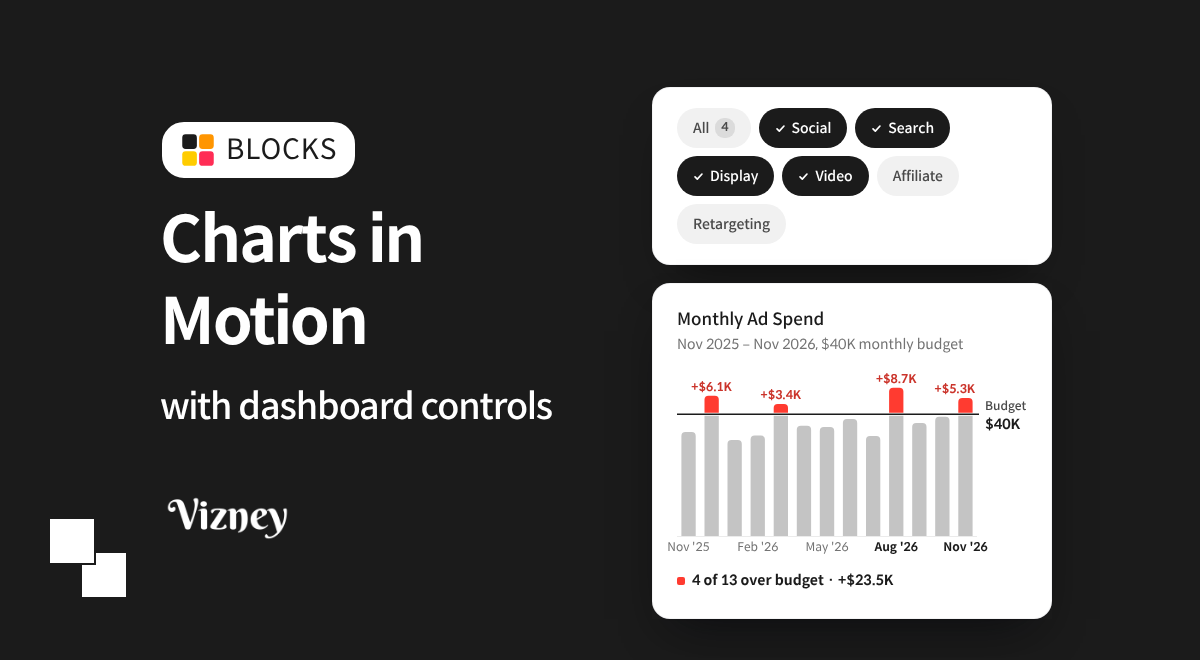 BLOCKS
Charts in
Motion
with dashboard controls
Vizney
All 4 Social Search
Display Video Affiliate
Retargeting
Monthly Ad Spend
Nov 2025 – Nov 2026, $40K monthly budget
+$6.1K +$3.4K +$8.7K +$5.3K
Budget
$40K
Nov '25 Feb '26 May '26 Aug '26 Nov '26
4 of 13 over budget · +$23.5K